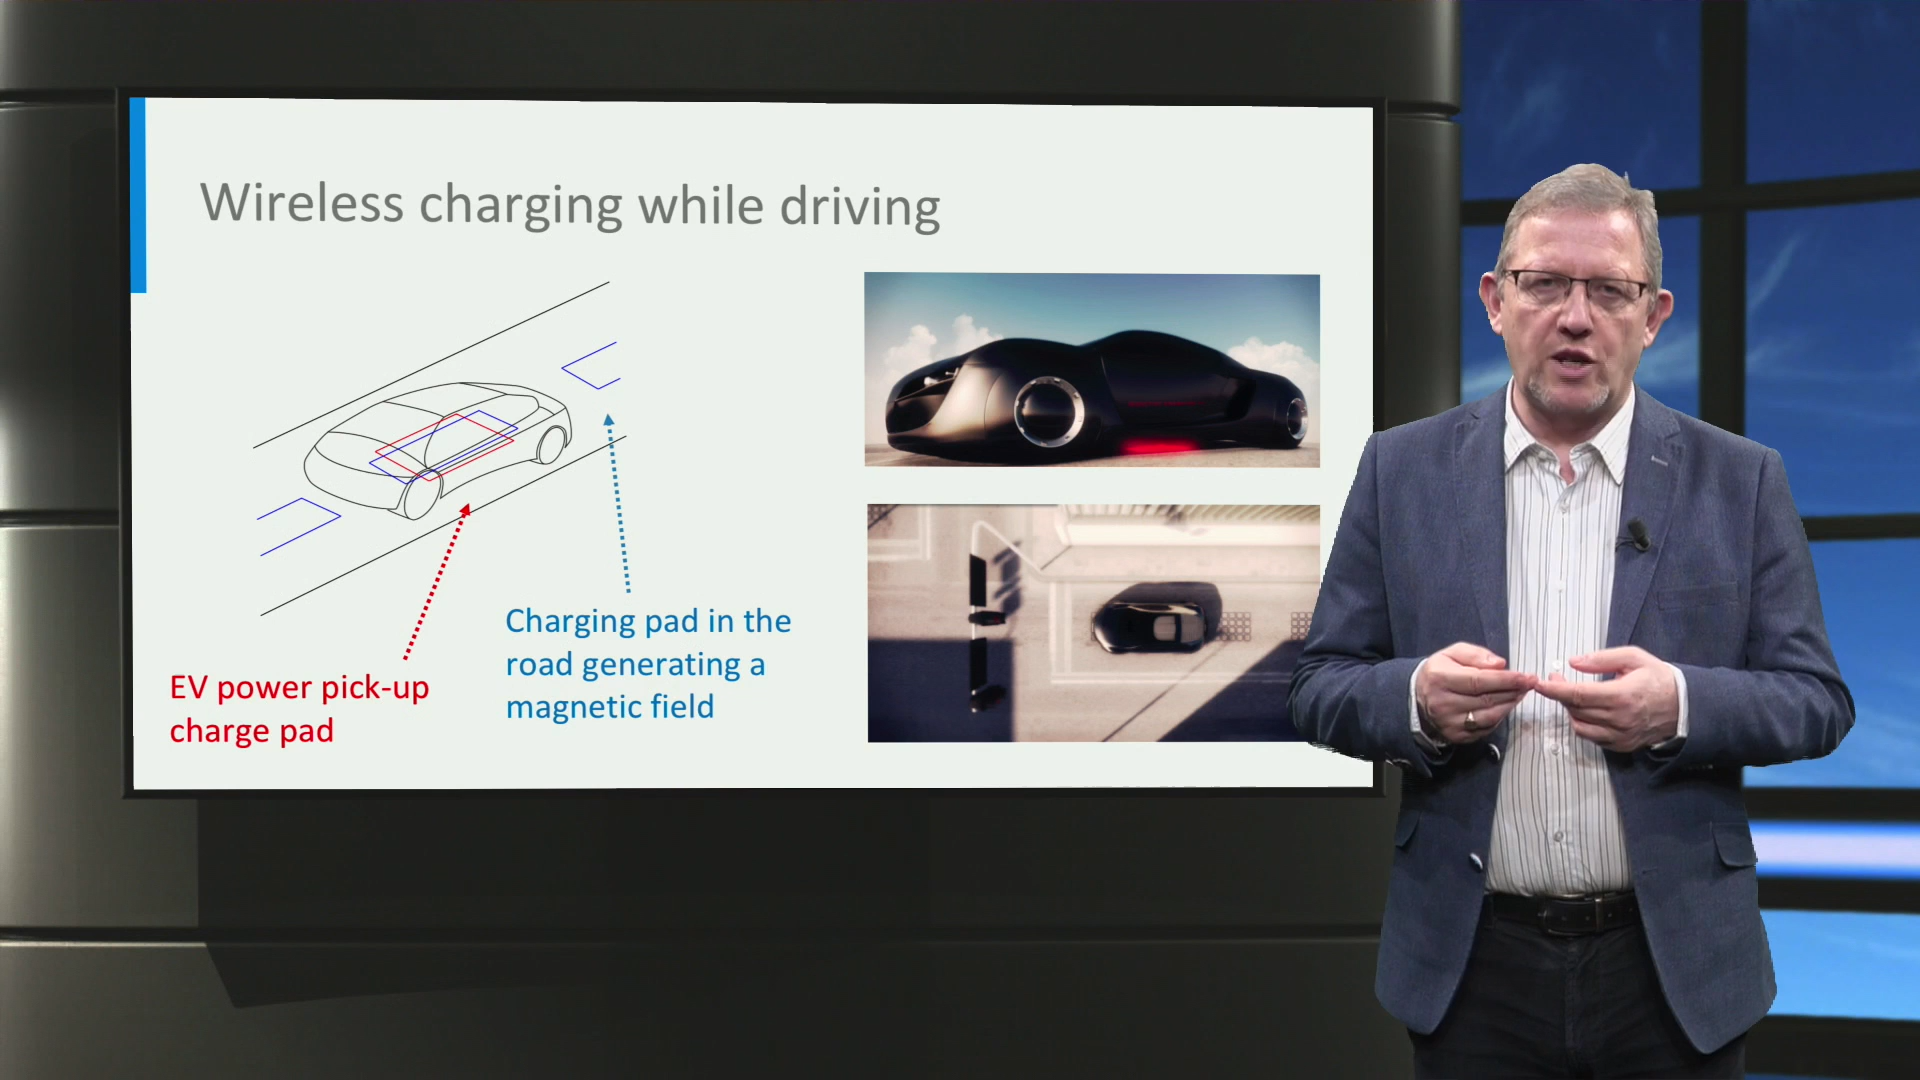 Wireless charging while driving
Charging pad in the
road generating a
magnetic field
EV power pick-up
charge pad